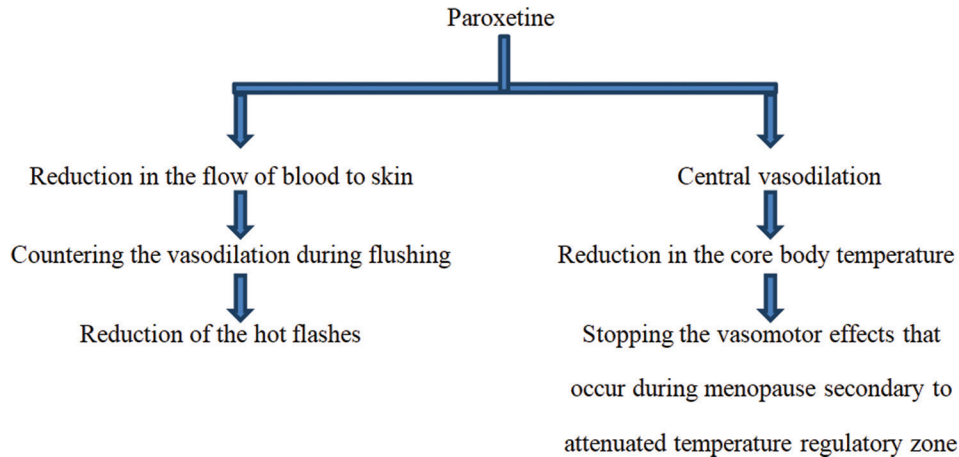 Paroxetine
Reduction in the flow of blood to skin
Countering the vasodilation during flushing
Reduction of the hot flashes
Central vasodilation
Reduction in the core body temperature
Stopping the vasomotor effects that
occur during menopause secondary to
attenuated temperature regulatory zone